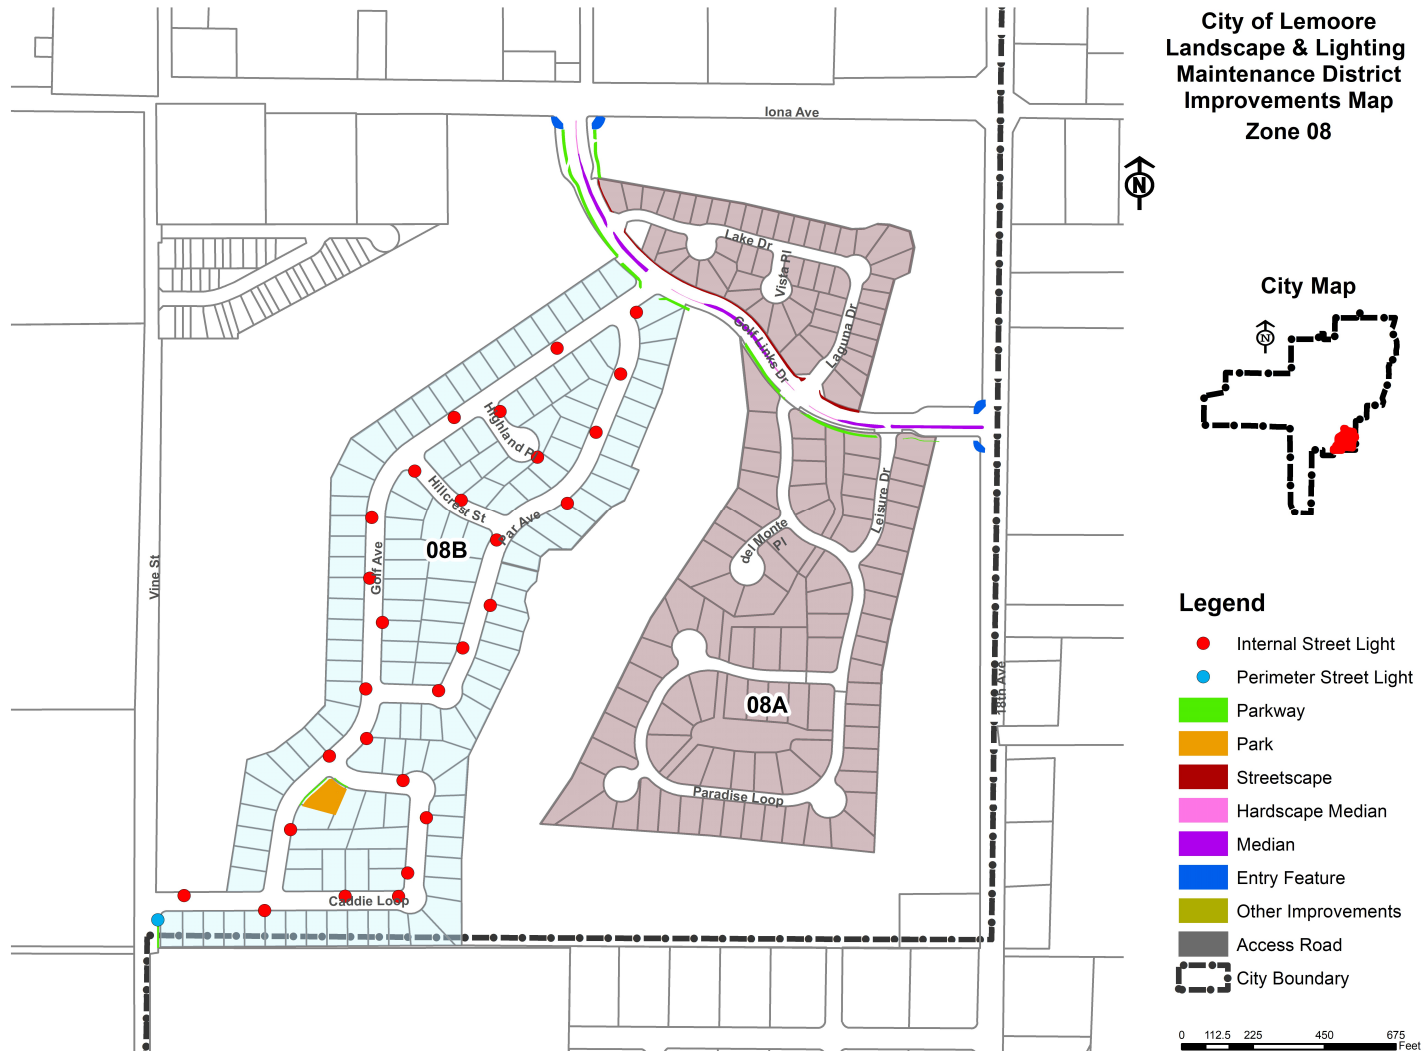 City of Lemoore
Landscape & Lighting
Maintenance District
Improvements Map
Zone 08
Iona Ave
N
Lake Dr
Vista Pl
Laguna Dr
Golf Links Dr
City Map
N
Highland P
Hillcrest St
Par Ave
Leisure Dr
del Monte
Pl
08B
Golf Ave
Vine St
18th Ave
08A
Paradise Loop
Caddie Loop
Legend
Internal Street Light
Perimeter Street Light
Parkway
Park
Streetscape
Hardscape Median
Median
Entry Feature
Other Improvements
Access Road
City Boundary
0 112.5 225 450 675
Feet